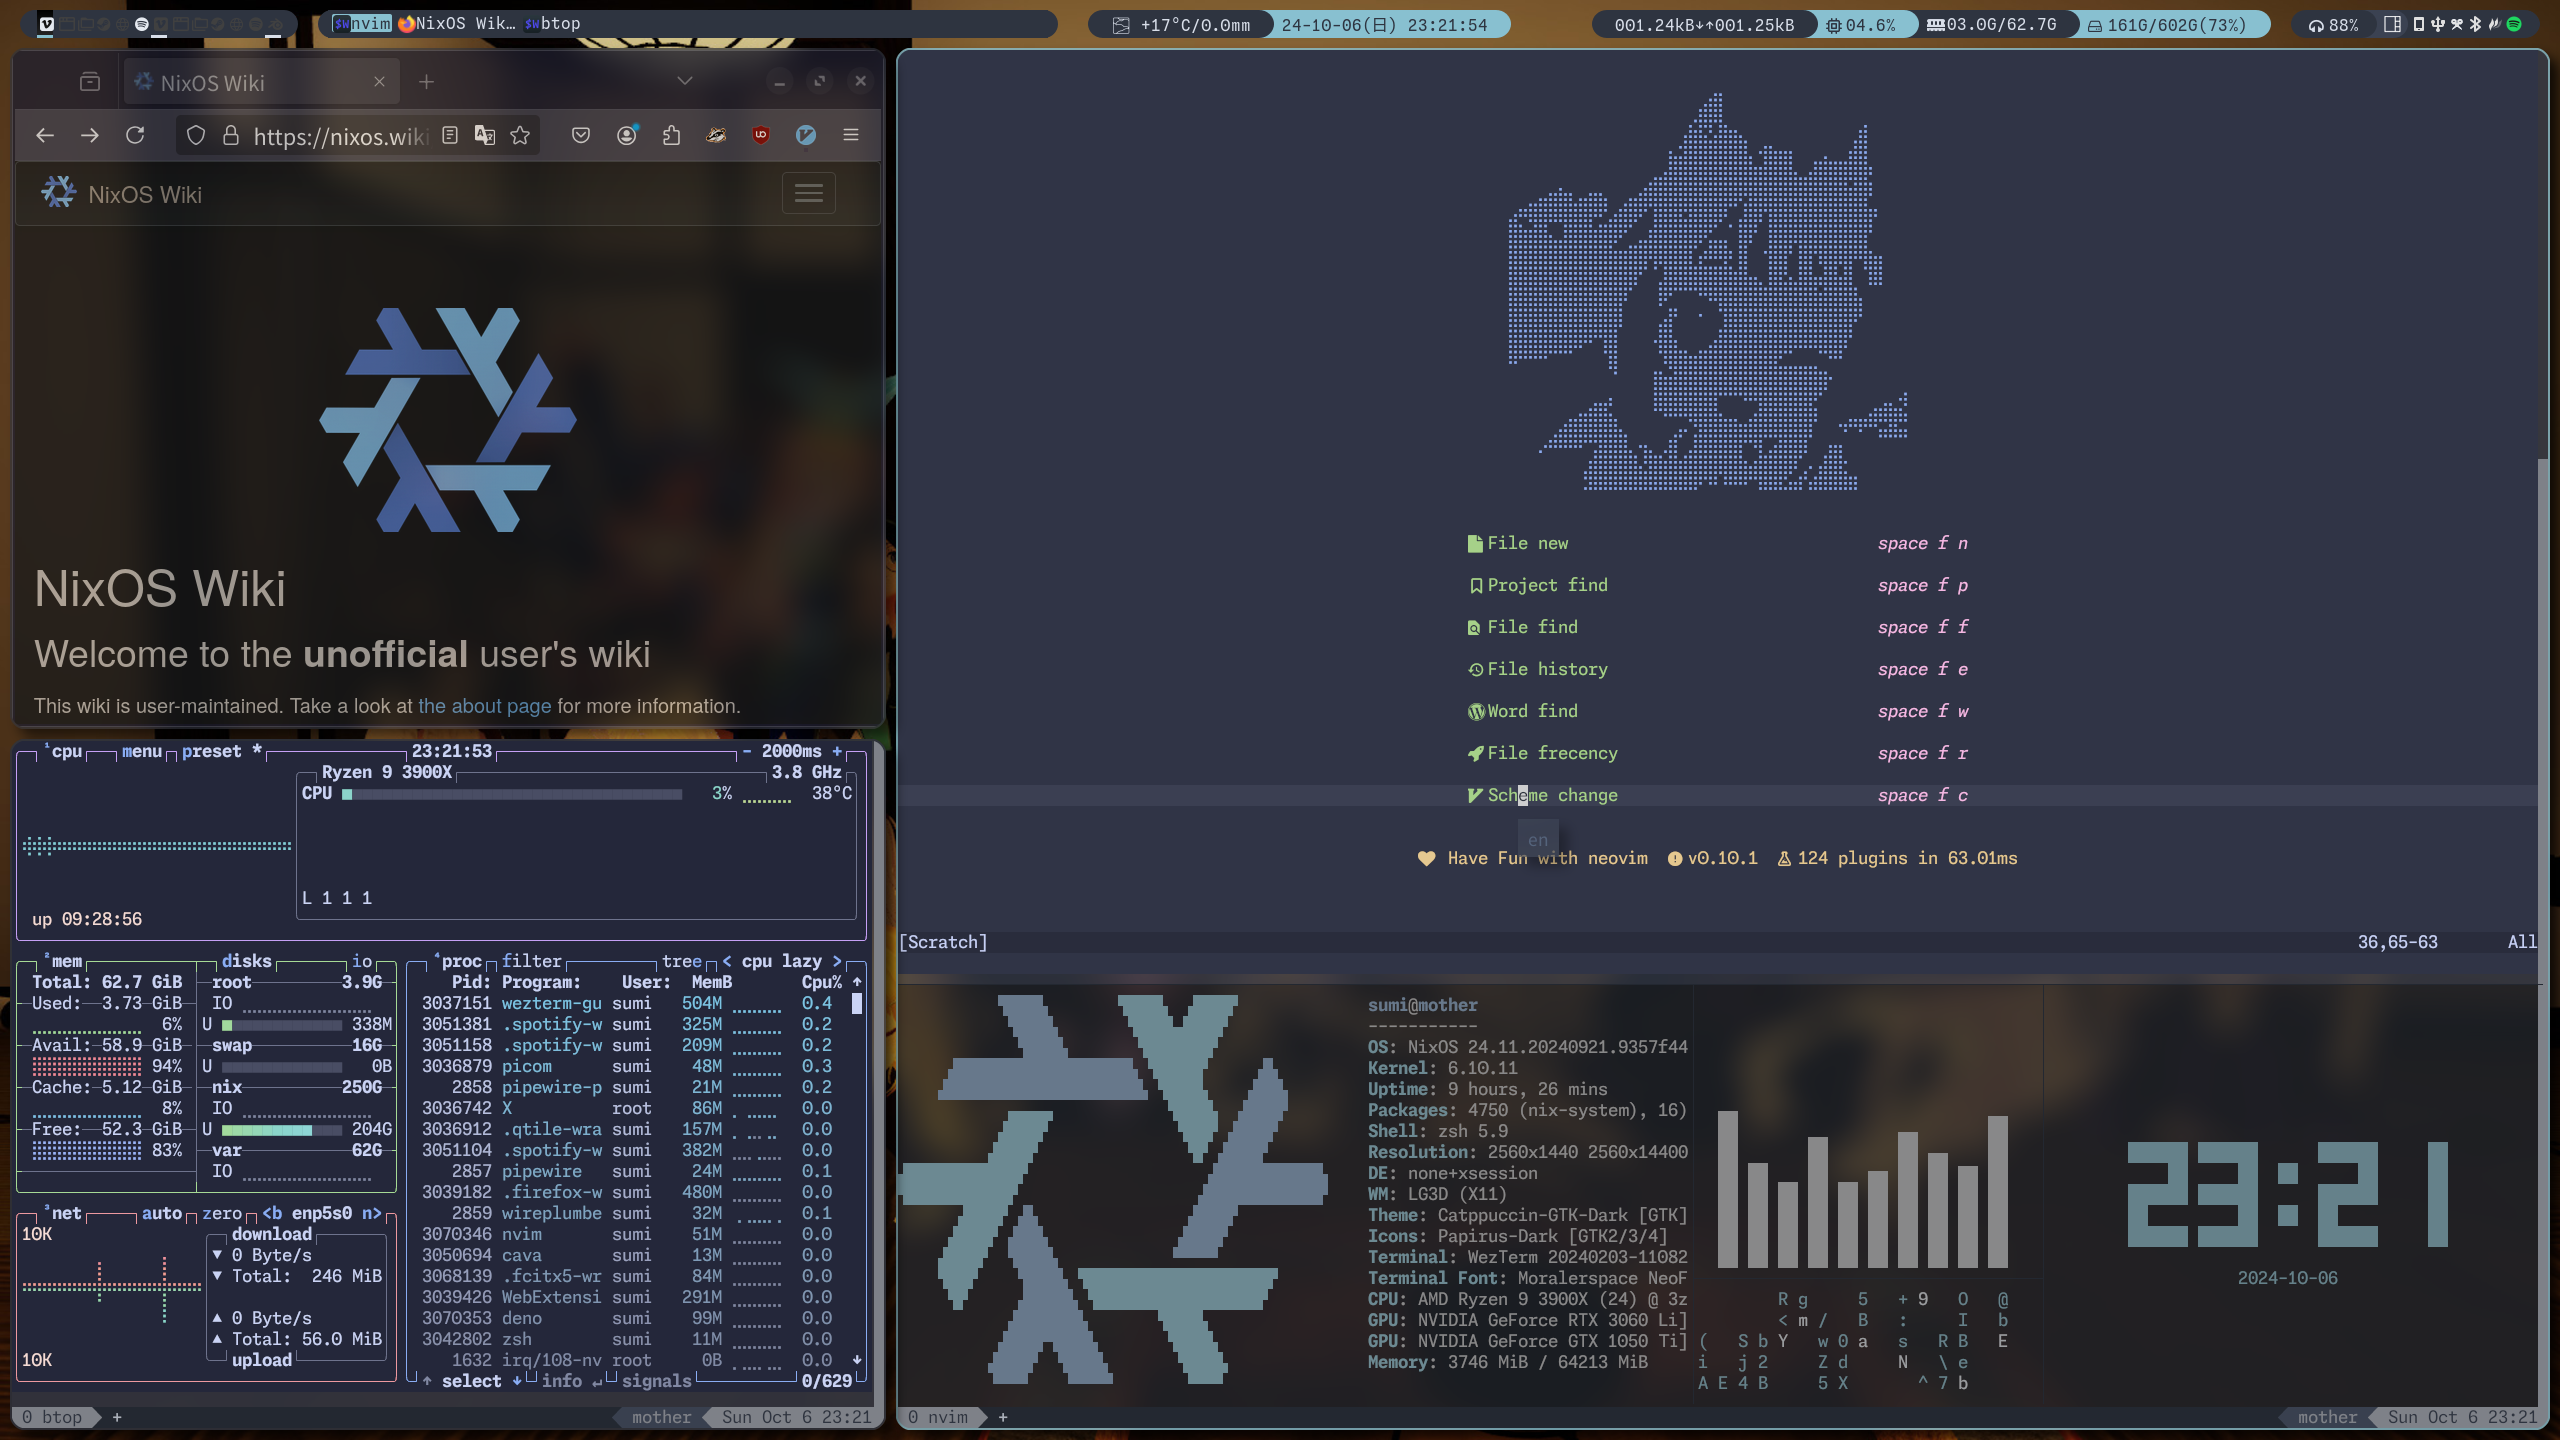 nvim NixOS Wik… btop
+17°C/0.0mm 24-10-06(日) 23:21:54
001.24kB↓↑001.25kB 04.6% 03.0G/62.7G 161G/602G(73%) 88%
NixOS Wiki
https://nixos.wiki
NixOS Wiki
NixOS Wiki
Welcome to the unofficial user's wiki
This wiki is user-maintained. Take a look at the about page for more information.
¹cpu menu preset * 23:21:53 - 2000ms +
Ryzen 9 3900X 3.8 GHz
CPU 3% 38°C
L 1 1 1
up 09:28:56
²mem disks io
Total: 62.7 GiB root 3.9G
Used: 3.73 GiB IO
6% U 338M
Avail: 58.9 GiB swap 16G
94% U 0B
Cache: 5.12 GiB nix 250G
8% IO
Free: 52.3 GiB U 204G
83% var 62G
IO
³net auto zero <b enp5s0 n>
10K download
▼ 0 Byte/s
▼ Total: 246 MiB
▲ 0 Byte/s
▲ Total: 56.0 MiB
10K upload
⁴proc filter tree < cpu lazy >
Pid: Program: User: MemB Cpu% ↑
3037151 wezterm-gu sumi 504M 0.4
3051381 .spotify-w sumi 325M 0.2
3051158 .spotify-w sumi 209M 0.2
3036879 picom sumi 48M 0.3
2858 pipewire-p sumi 21M 0.2
3036742 X root 86M 0.0
3036912 .qtile-wra sumi 157M 0.0
3051104 .spotify-w sumi 382M 0.0
2857 pipewire sumi 24M 0.1
3039182 .firefox-w sumi 480M 0.0
2859 wireplumbe sumi 32M 0.1
3070346 nvim sumi 51M 0.0
3050694 cava sumi 13M 0.0
3068139 .fcitx5-wr sumi 84M 0.0
3039426 WebExtensi sumi 291M 0.0
3070353 deno sumi 99M 0.0
3042802 zsh sumi 11M 0.0
1632 irq/108-nv root 0B 0.0 ↓
↑ select ↓ info ↵ signals 0/629
0 btop + mother Sun Oct 6 23:21
File new space f n
Project find space f p
File find space f f
File history space f e
Word find space f w
File frecency space f r
Scheme change space f c
en
Have Fun with neovim v0.10.1 124 plugins in 63.01ms
[Scratch] 36,65-63 All
sumi@mother
-----------
OS: NixOS 24.11.20240921.9357f44
Kernel: 6.10.11
Uptime: 9 hours, 26 mins
Packages: 4750 (nix-system), 16)
Shell: zsh 5.9
Resolution: 2560x1440 2560x14400
DE: none+xsession
WM: LG3D (X11)
Theme: Catppuccin-GTK-Dark [GTK]
Icons: Papirus-Dark [GTK2/3/4]
Terminal: WezTerm 20240203-11082
Terminal Font: Moralerspace NeoF
CPU: AMD Ryzen 9 3900X (24) @ 3z
GPU: NVIDIA GeForce RTX 3060 Li]
GPU: NVIDIA GeForce GTX 1050 Ti]
Memory: 3746 MiB / 64213 MiB
R g 5 + 9 O @
< m / B : I b
( S b Y w 0 a s R B E
i j 2 Z d N \ e
A E 4 B 5 X ^ 7 b
23:21
2024-10-06
0 nvim + mother Sun Oct 6 23:21